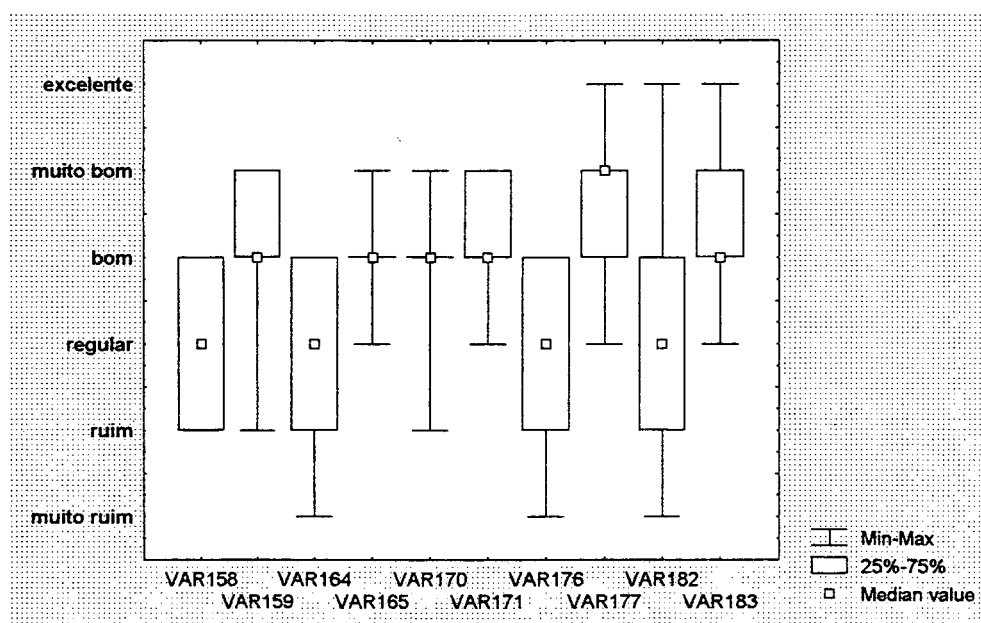 excelente
muito bom
bom
regular
ruim
muito ruim
VAR158 VAR164 VAR170 VAR176 VAR182
VAR159 VAR165 VAR171 VAR177 VAR183
Min-Max
25%-75%
Median value